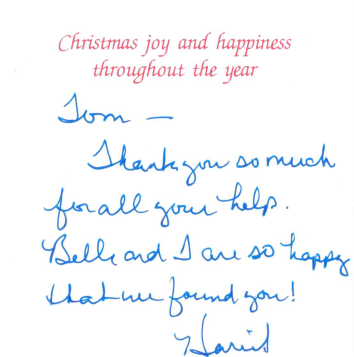 Christmas joy and happiness
throughout the year
Tom —
Thank you so much
for all your help.
Belle and I are so happy
that we found you!